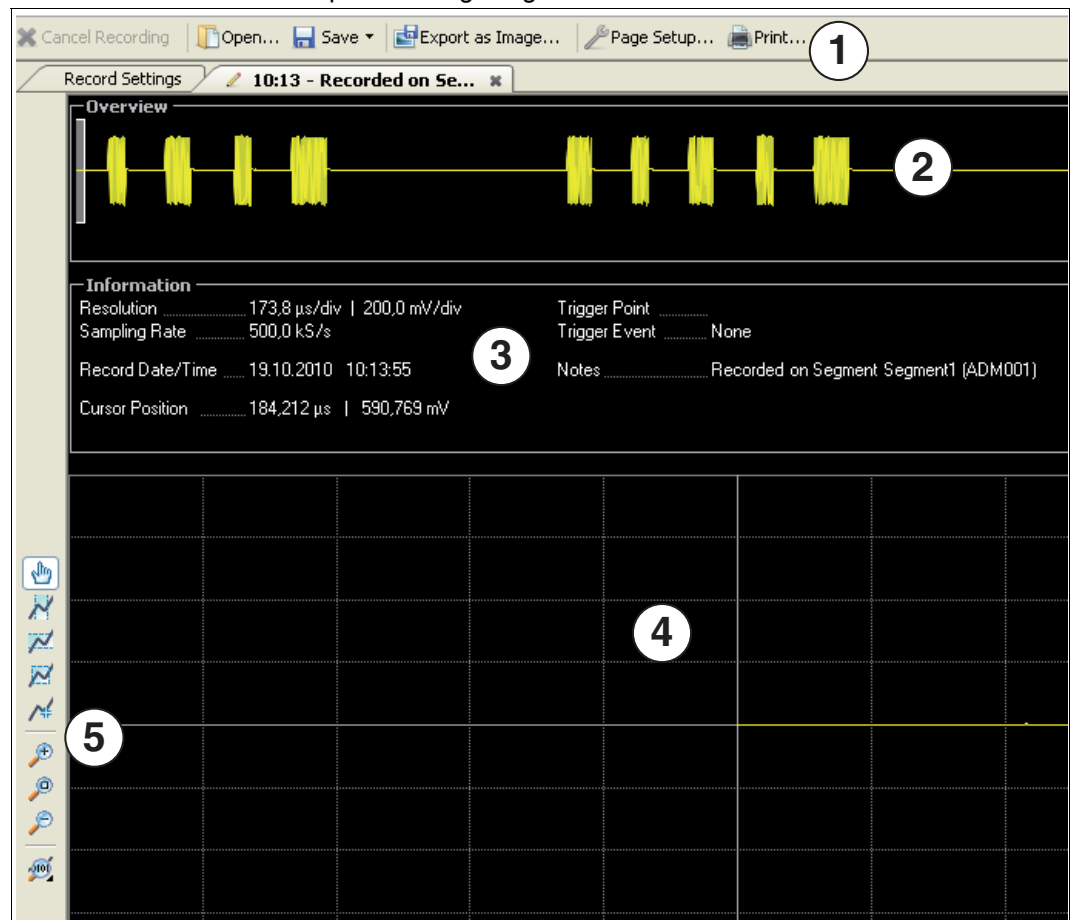 Cancel Recording Open... Save Export as Image... Page Setup... Print... 1
Record Settings 10:13 - Recorded on Se...
Overview
2
Information
Resolution 173,8 µs/div | 200,0 mV/div Trigger Point
Sampling Rate 500,0 kS/s Trigger Event None
3
Record Date/Time 19.10.2010 10:13:55 Notes Recorded on Segment Segment1 (ADM001)
Cursor Position 184,212 µs | 590,769 mV
4
5